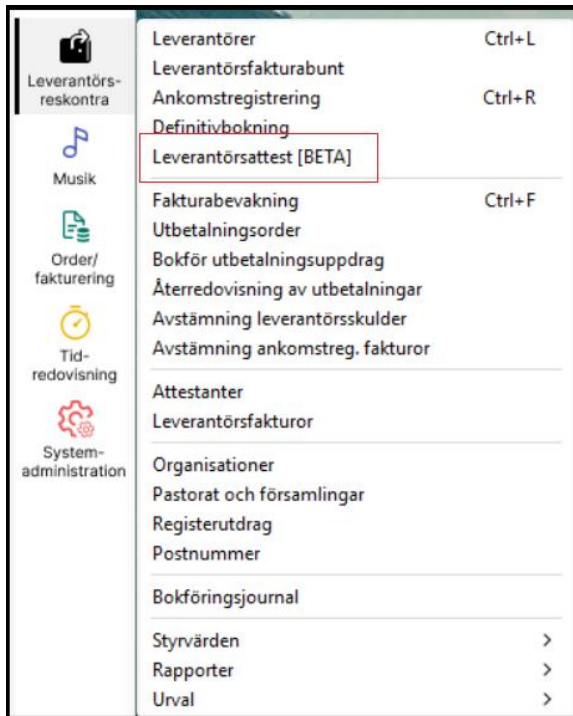 Leverantörs-
reskontra
Musik
Order/
fakturering
Tid-
redovisning
System-
administration
Leverantörer Ctrl+L
Leverantörsfakturabunt
Ankomstregistrering Ctrl+R
Definitivbokning
Leverantörsattest [BETA]
Fakturabevakning Ctrl+F
Utbetalningsorder
Bokför utbetalningsuppdrag
Återredovisning av utbetalningar
Avstämning leverantörsskulder
Avstämning ankomstreg. fakturor
Attestanter
Leverantörsfakturor
Organisationer
Pastorat och församlingar
Registerutdrag
Postnummer
Bokföringsjournal
Styrvärden
Rapporter
Urval